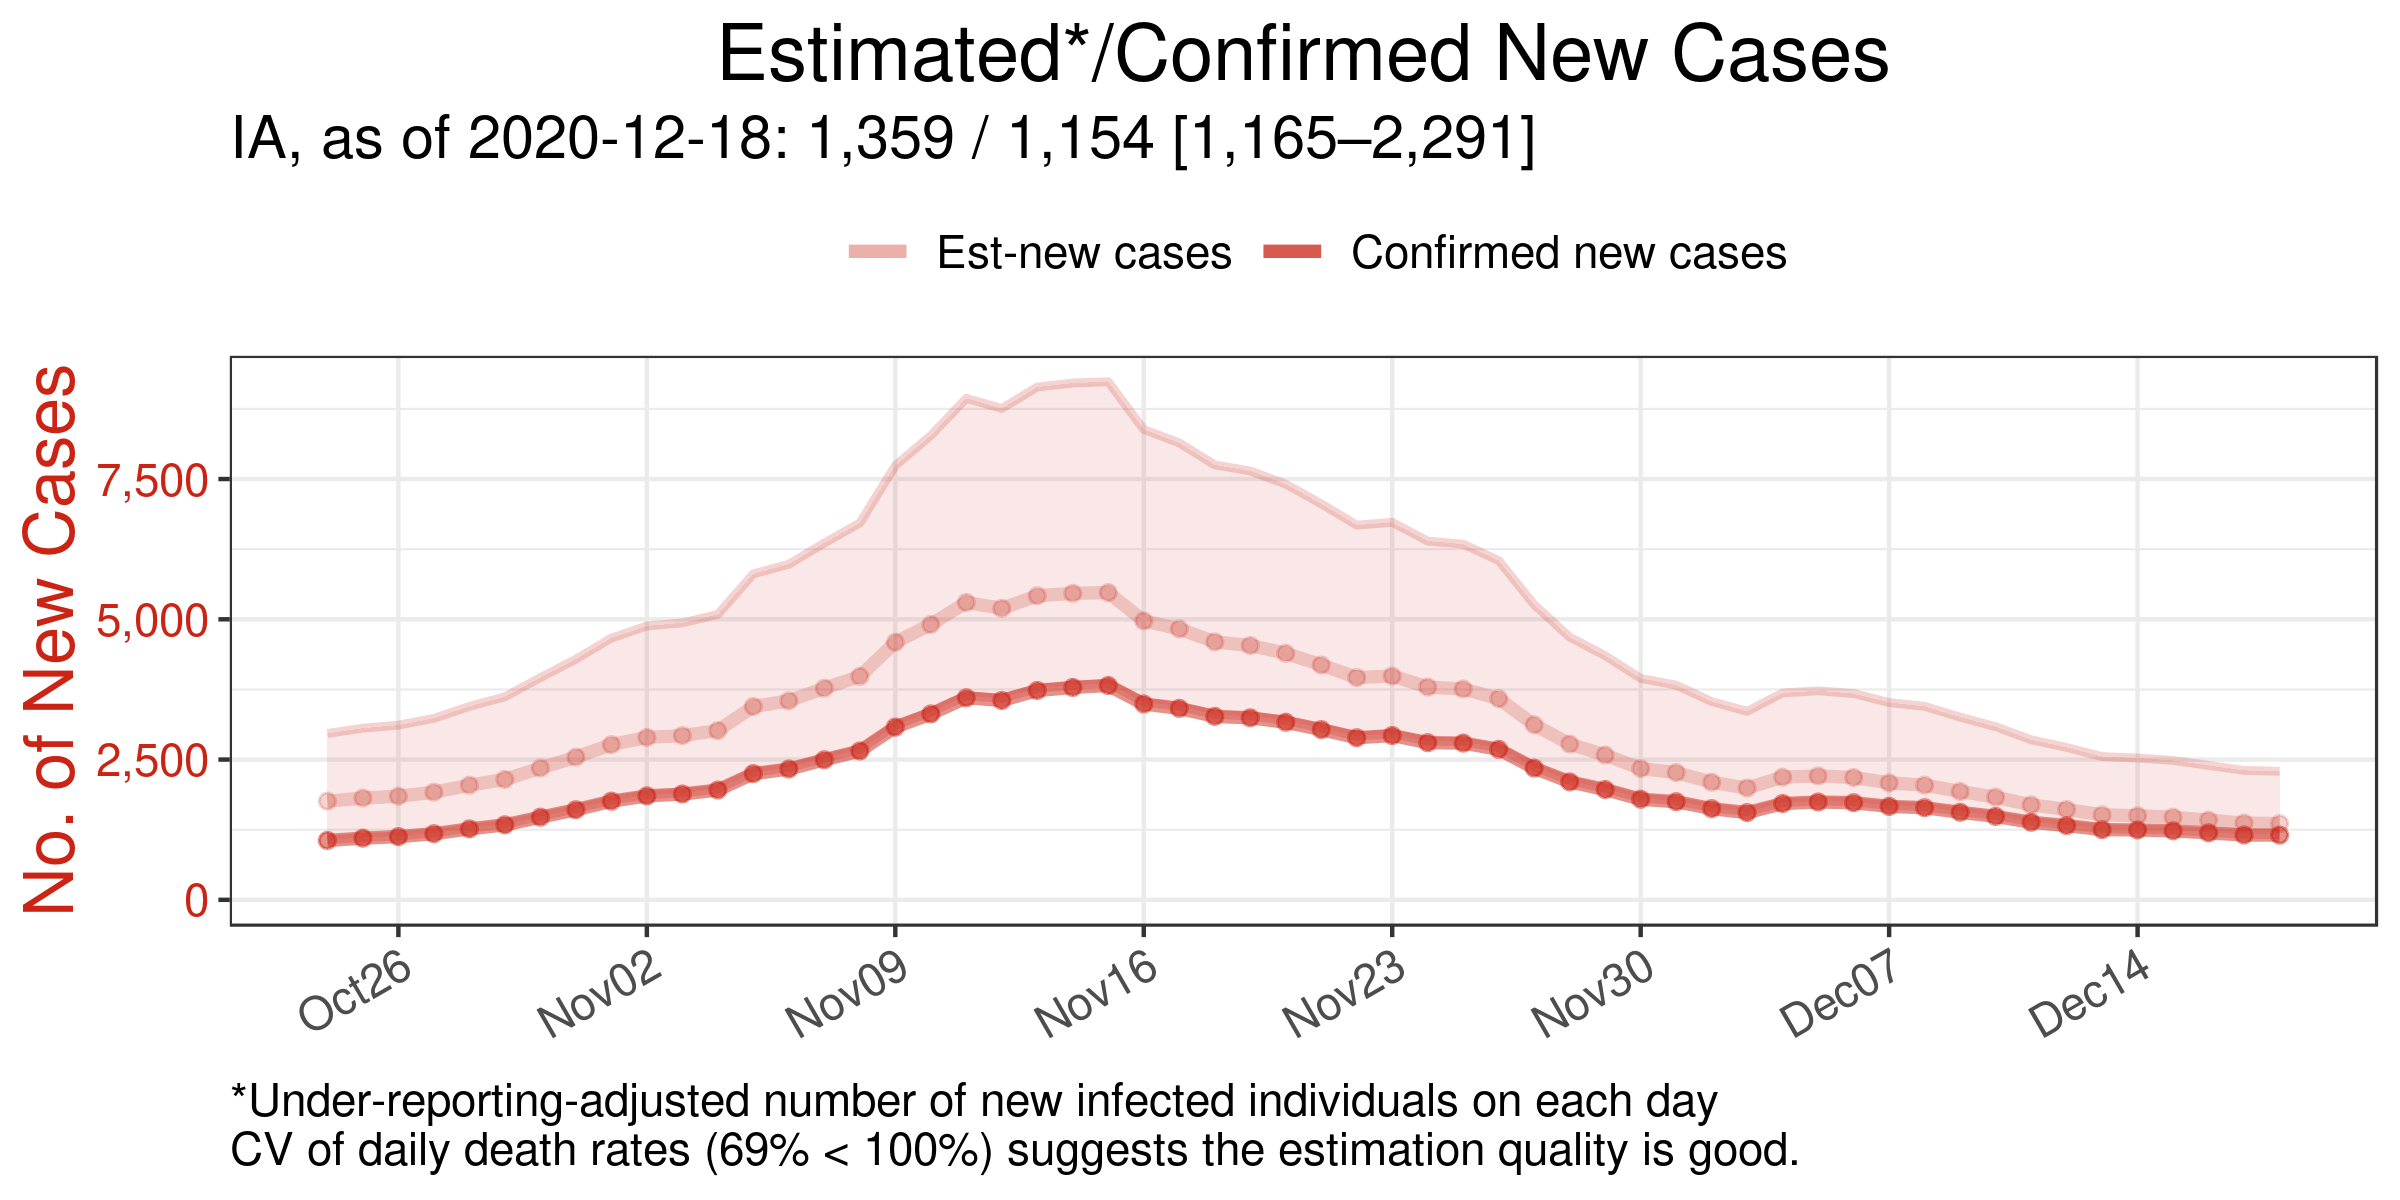 Estimated*/Confirmed New Cases
IA, as of 2020-12-18: 1,359 / 1,154 [1,165–2,291]
Est-new cases Confirmed new cases
No. of New Cases
7,500
5,000
2,500
0
Oct26 Nov02 Nov09 Nov16 Nov23 Nov30 Dec07 Dec14
*Under-reporting-adjusted number of new infected individuals on each day
CV of daily death rates (69% < 100%) suggests the estimation quality is good.